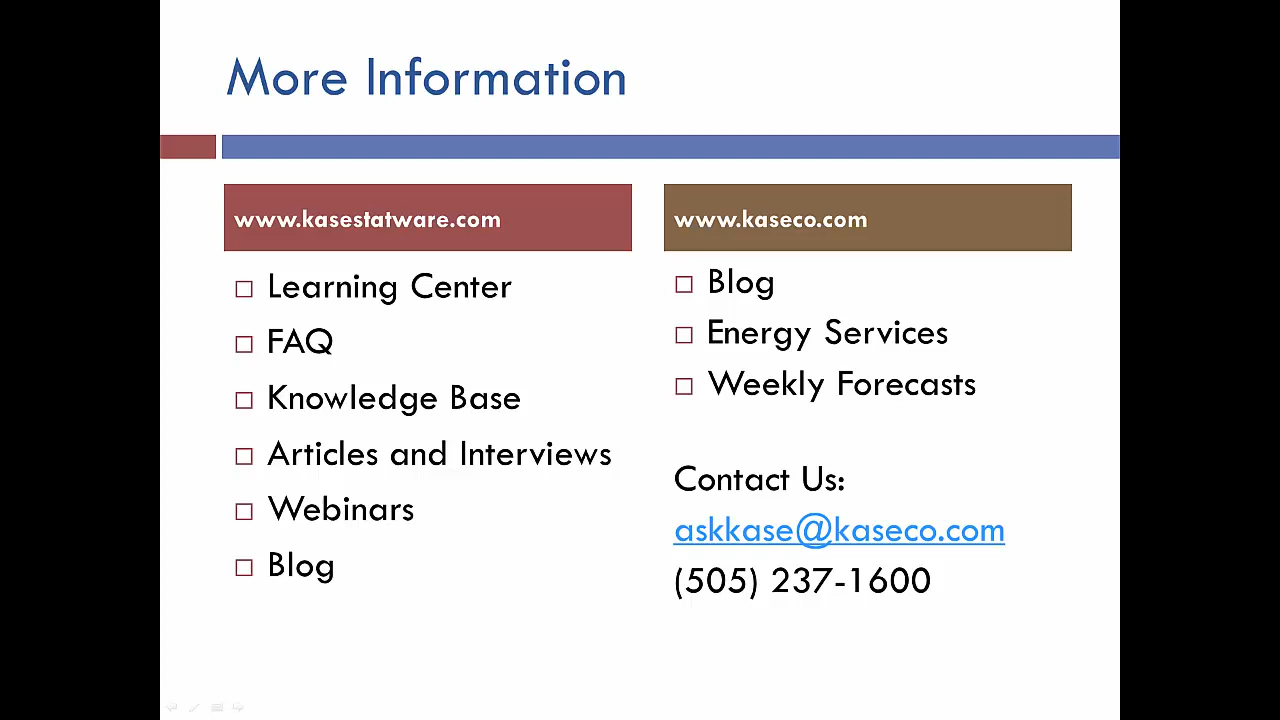 More Information
www.kasestatware.com
Learning Center
FAQ
Knowledge Base
Articles and Interviews
Webinars
Blog
www.kaseco.com
Blog
Energy Services
Weekly Forecasts
Contact Us:
askkase@kaseco.com
(505) 237-1600